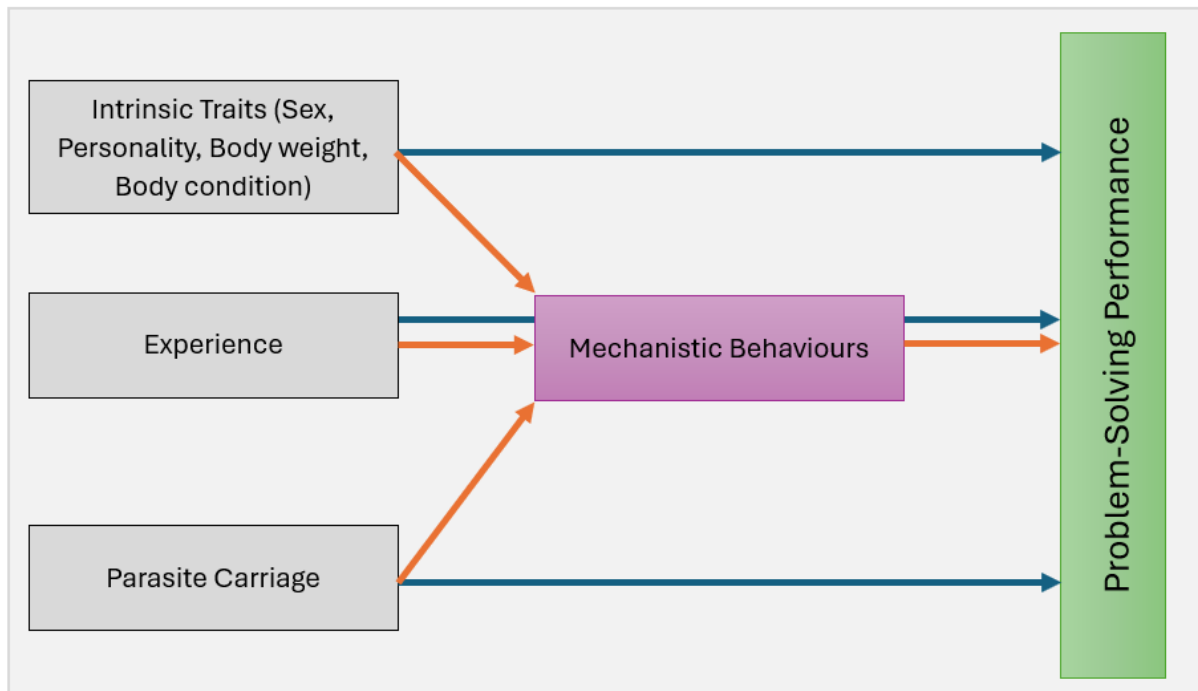 Intrinsic Traits (Sex,
Personality, Body weight,
Body condition)
Experience
Mechanistic Behaviours
Parasite Carriage
Problem-Solving Performance